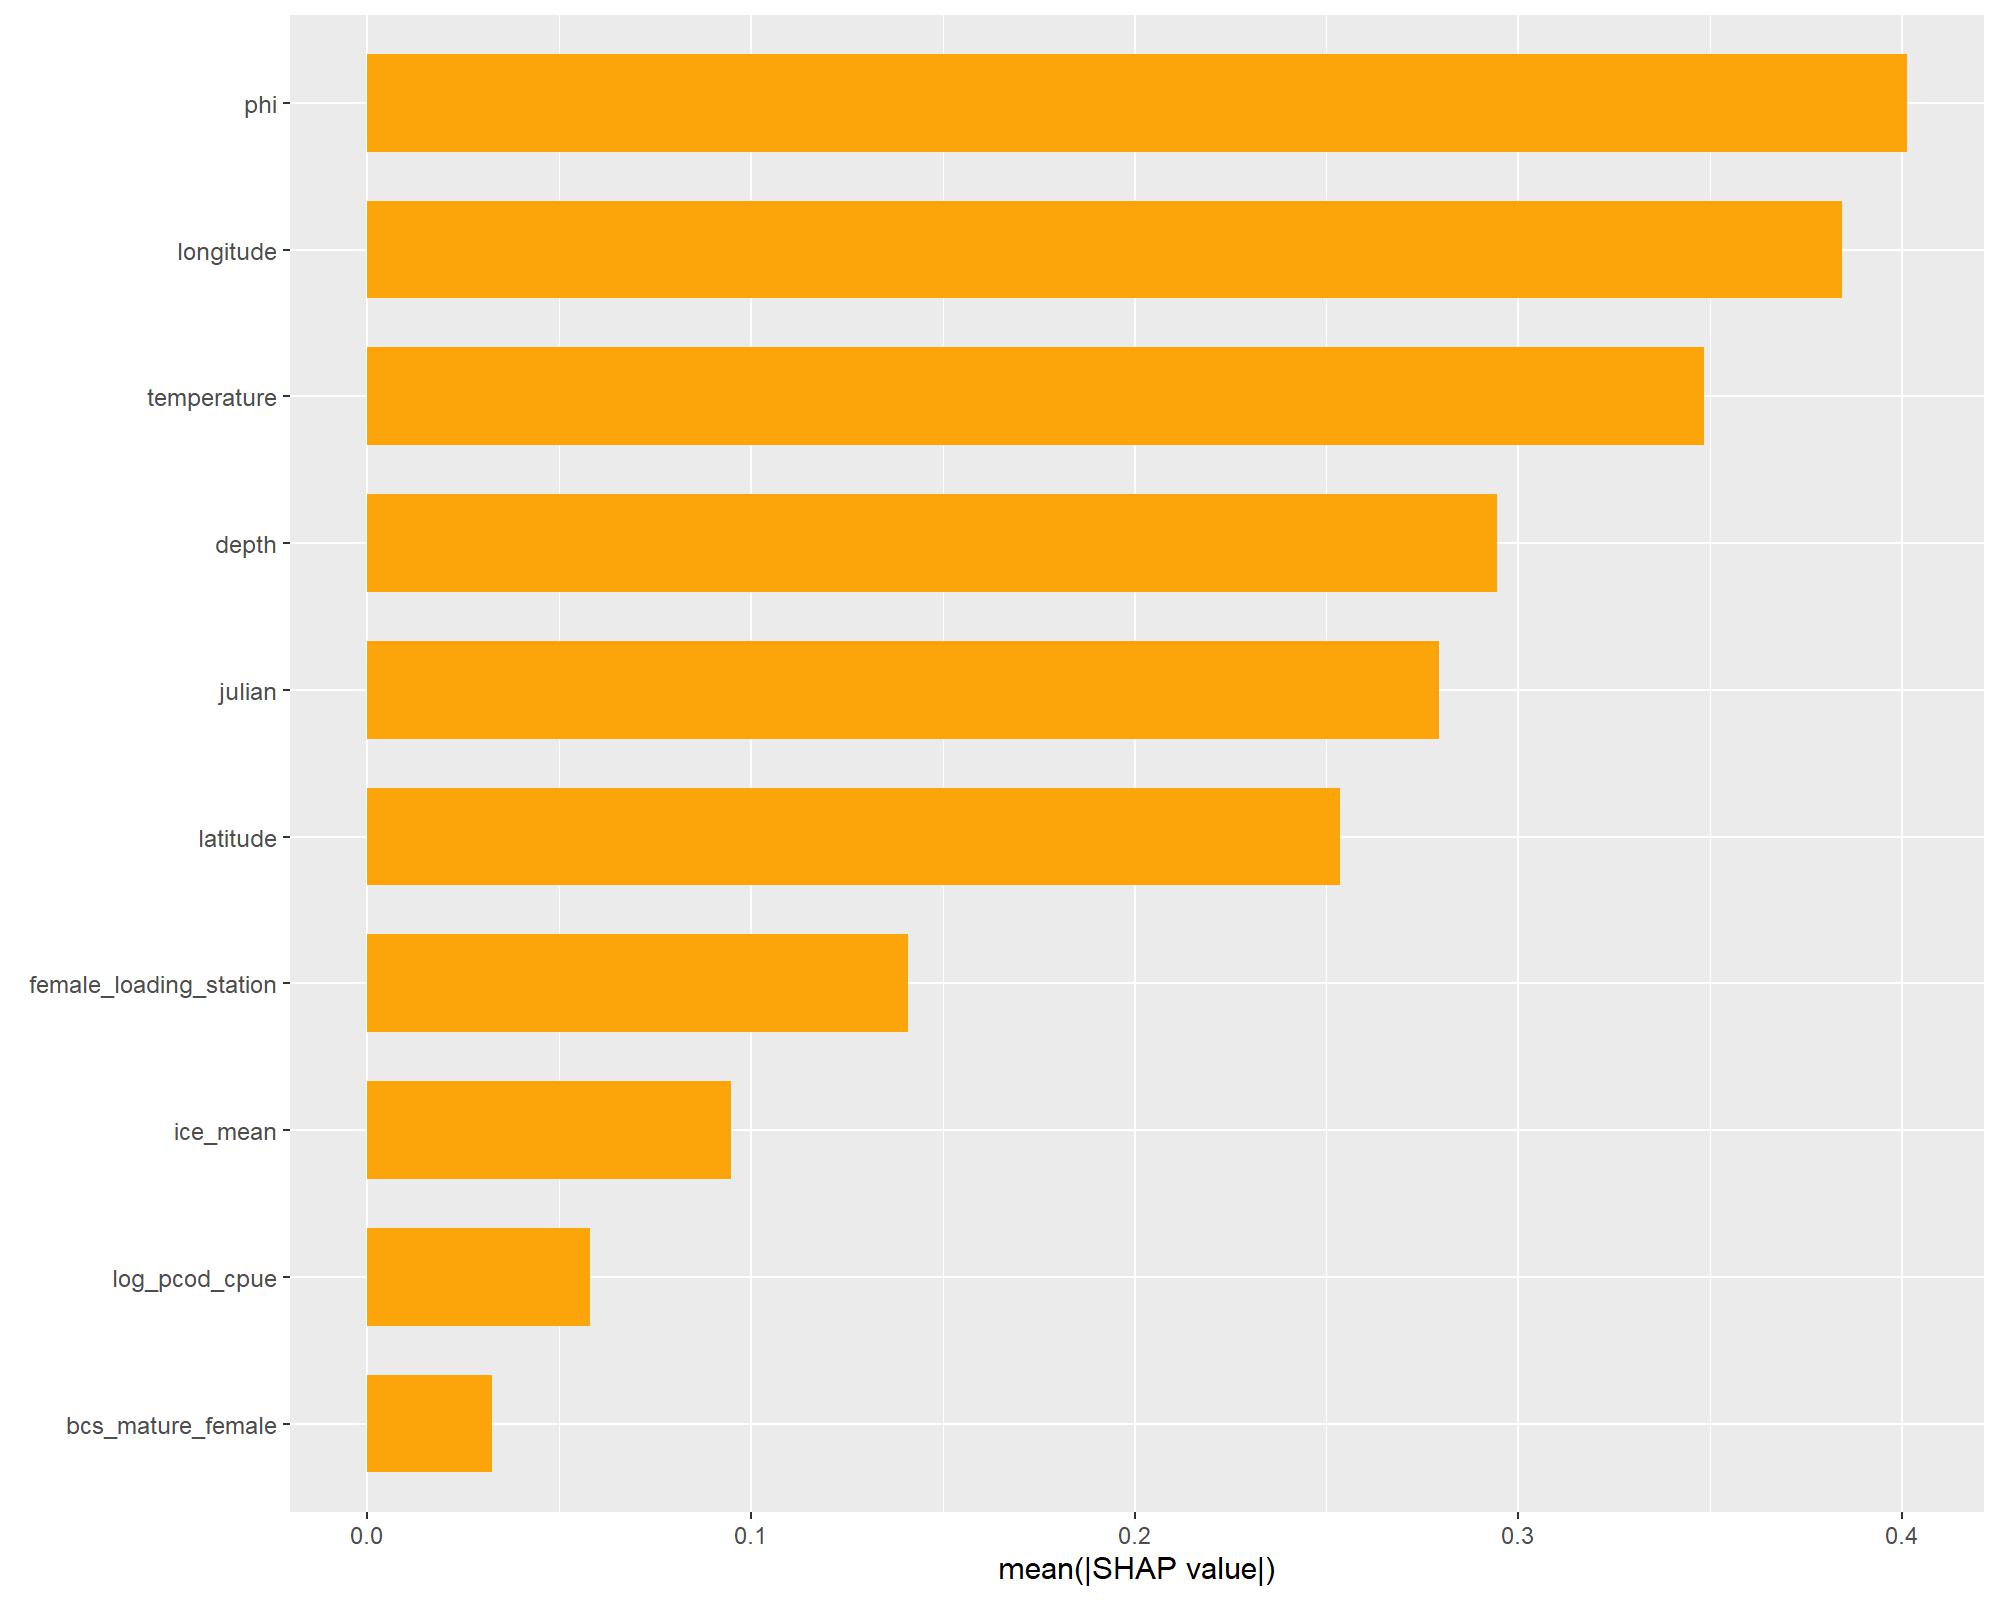 phi
longitude
temperature
depth
julian
latitude
female_loading_station
ice_mean
log_pcod_cpue
bcs_mature_female
0.0 0.1 0.2 0.3 0.4
mean(|SHAP value|)